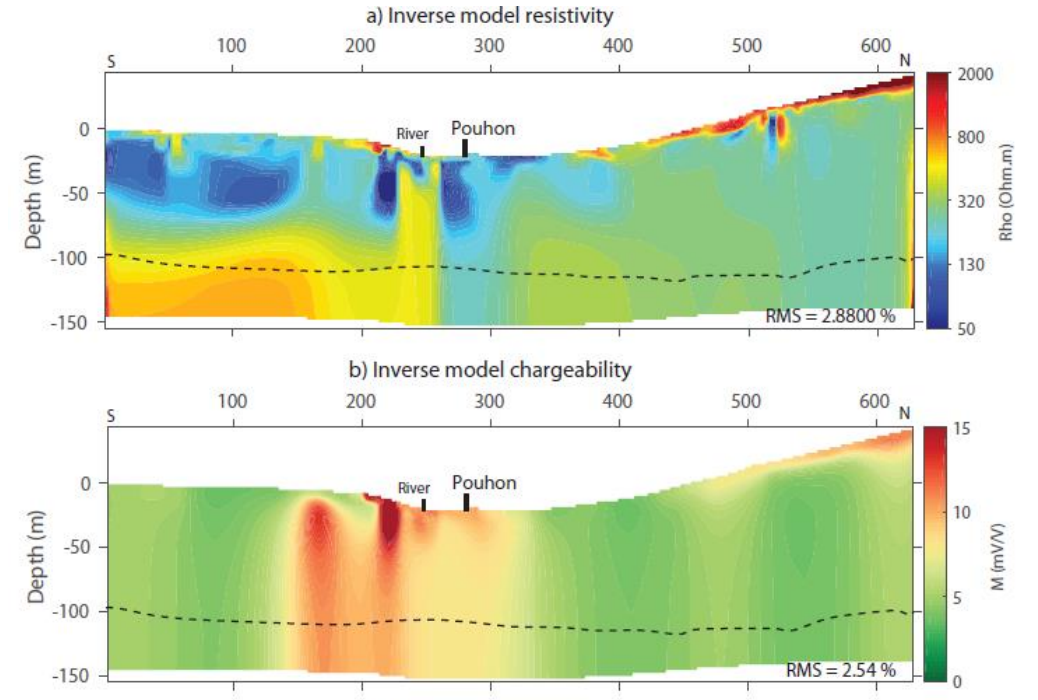 a) Inverse model resistivity
100 200 300 400 500 600
S N
River Pouhon
0
-50
-100
-150
Depth (m)
RMS = 2.8800 %
2000
800
320
130
50
Rho (Ohm.m)
b) Inverse model chargeability
100 200 300 400 500 600
S N
River Pouhon
0
-50
-100
-150
Depth (m)
RMS = 2.54 %
15
10
5
0
M (mV/V)